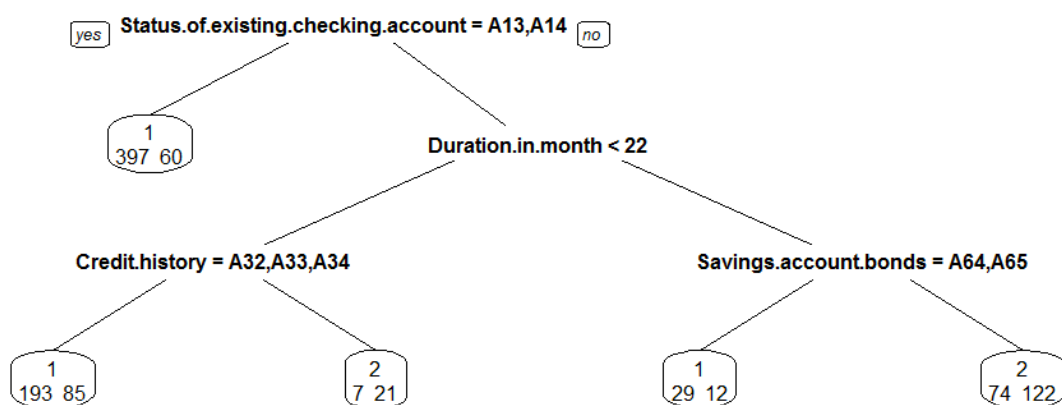 yes Status.of.existing.checking.account = A13,A14 no
1
397 60
Duration.in.month < 22
Credit.history = A32,A33,A34
Savings.account.bonds = A64,A65
1
193 85
2
7 21
1
29 12
2
74 122